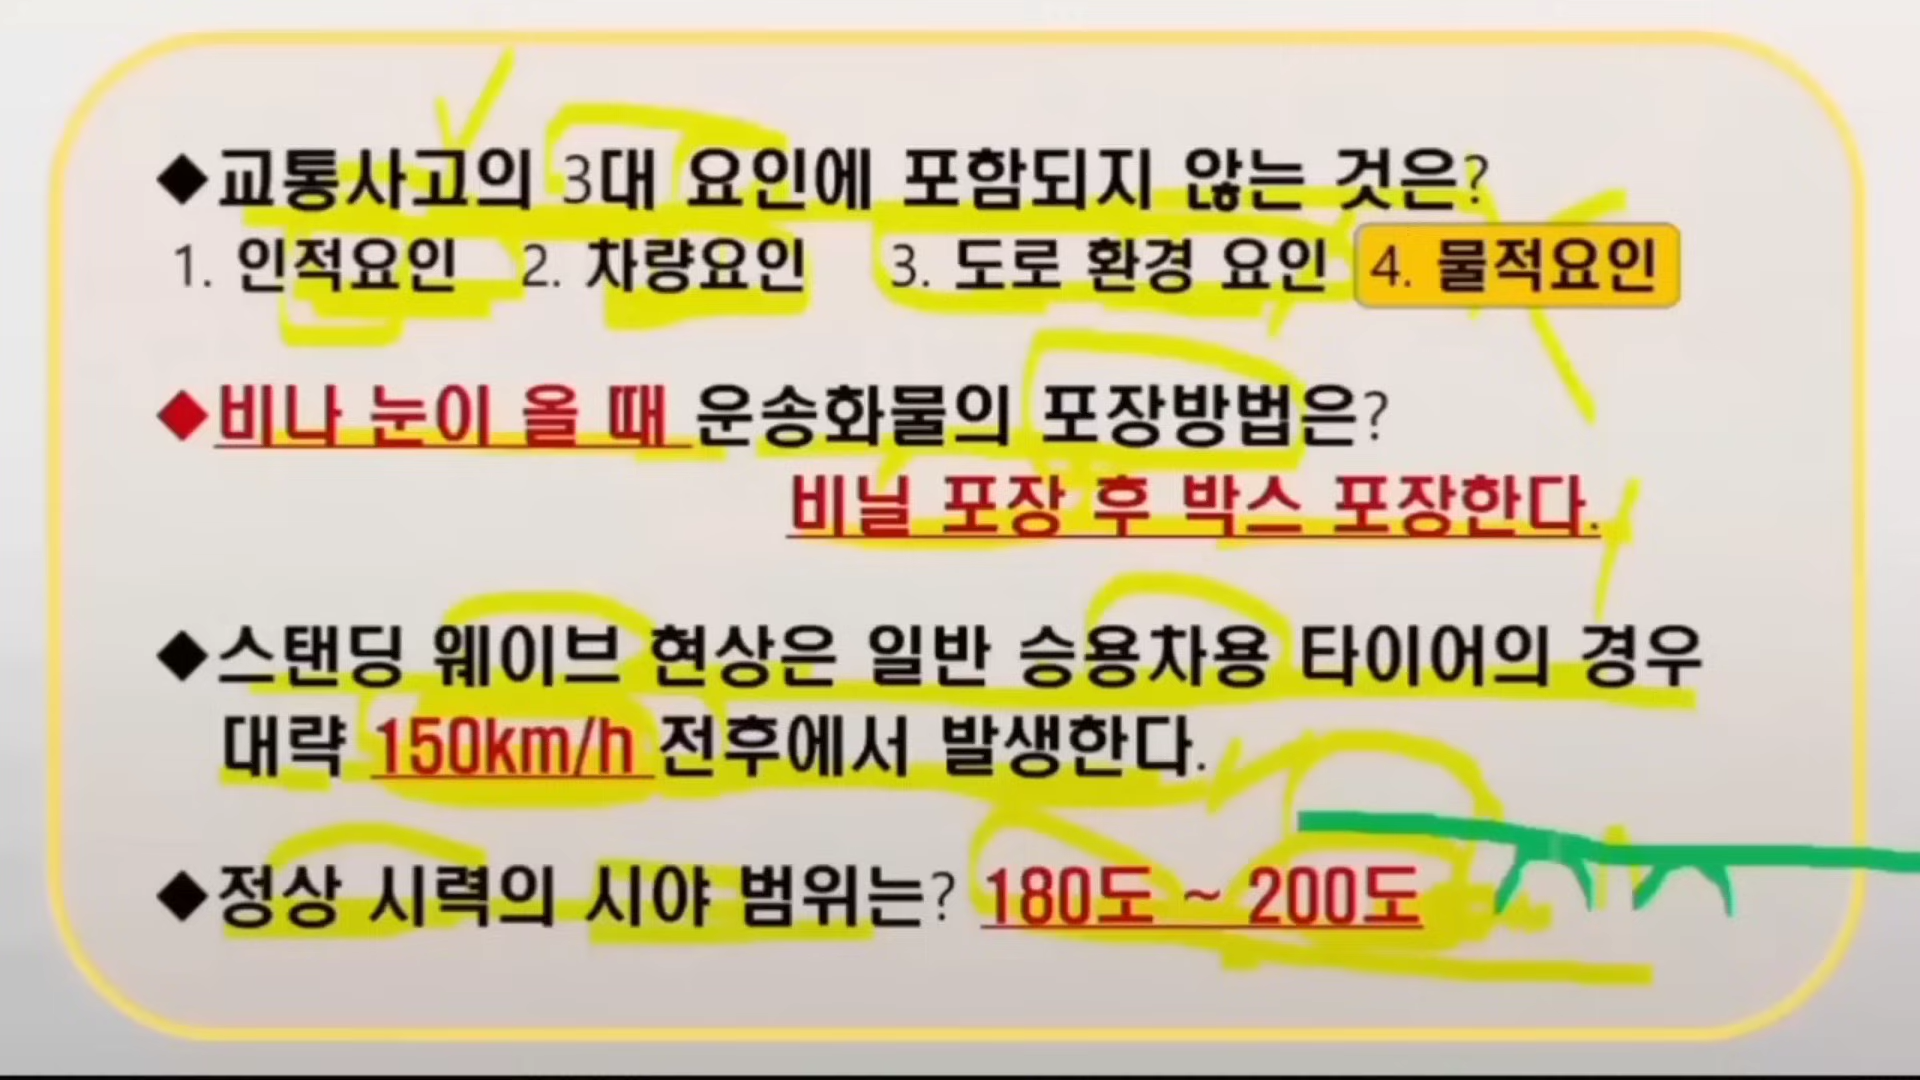 ◆교통사고의 3대 요인에 포함되지 않는 것은?
1. 인적요인 2. 차량요인 3. 도로 환경 요인 4. 물적요인
◆비나 눈이 올 때 운송화물의 포장방법은?
비닐 포장 후 박스 포장한다.
◆스탠딩 웨이브 현상은 일반 승용차용 타이어의 경우
대략 150km/h 전후에서 발생한다.
◆정상 시력의 시야 범위는? 180도 ~ 200도